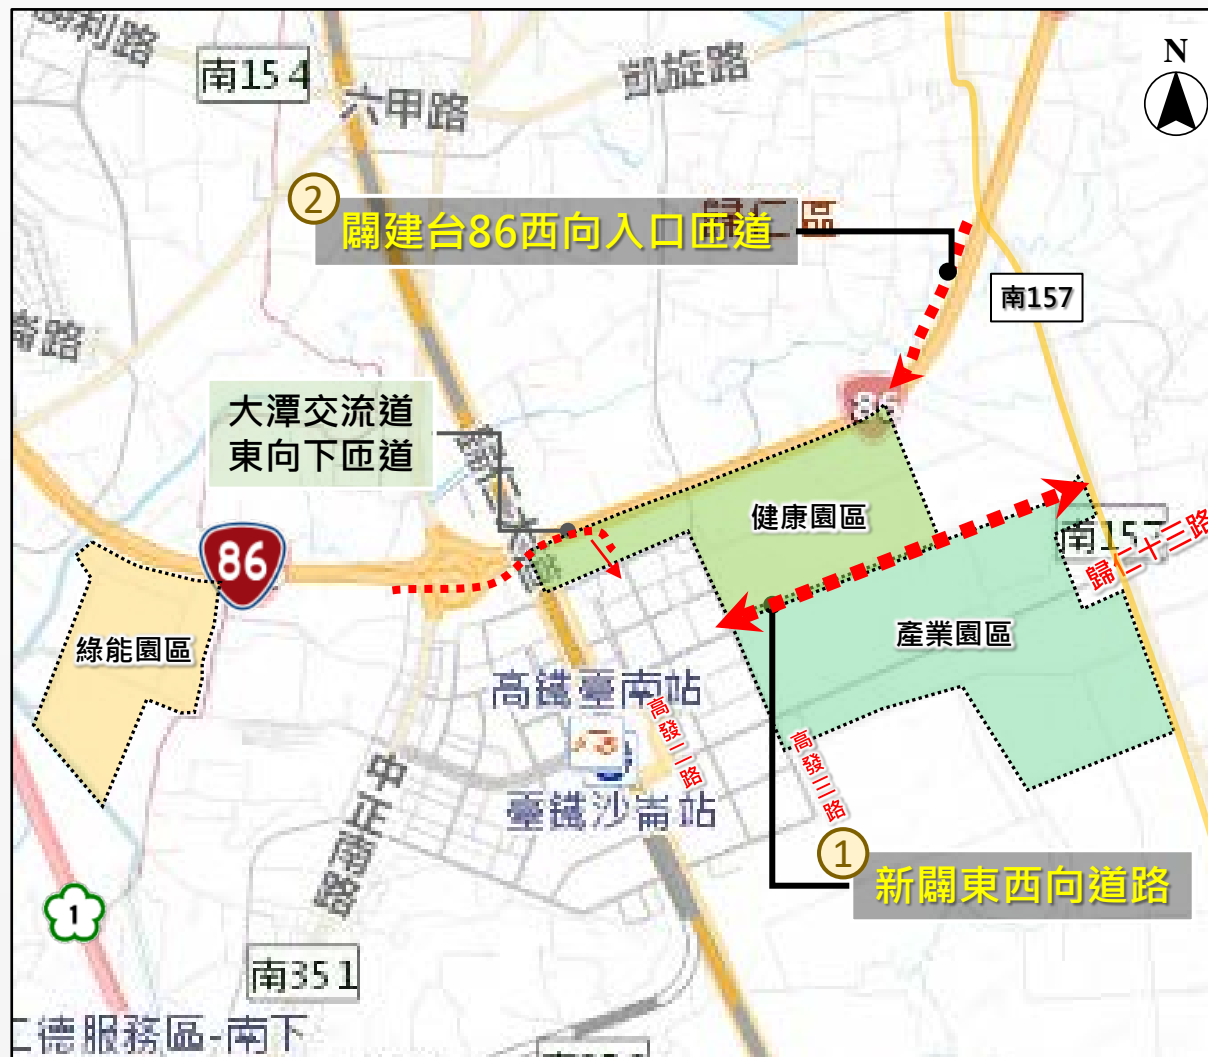 南154
六甲路
凱旋路
N
2
闢建台86西向入口匝道
南157
崙路
大潭交流道
東向下匝道
86
86
健康園區
南157
歸仁十三路
綠能園區
產業園區
高鐵臺南站
高發二路
高發三路
臺鐵沙崙站
中正南路
1
新闢東西向道路
1
南351
德服務區-南下